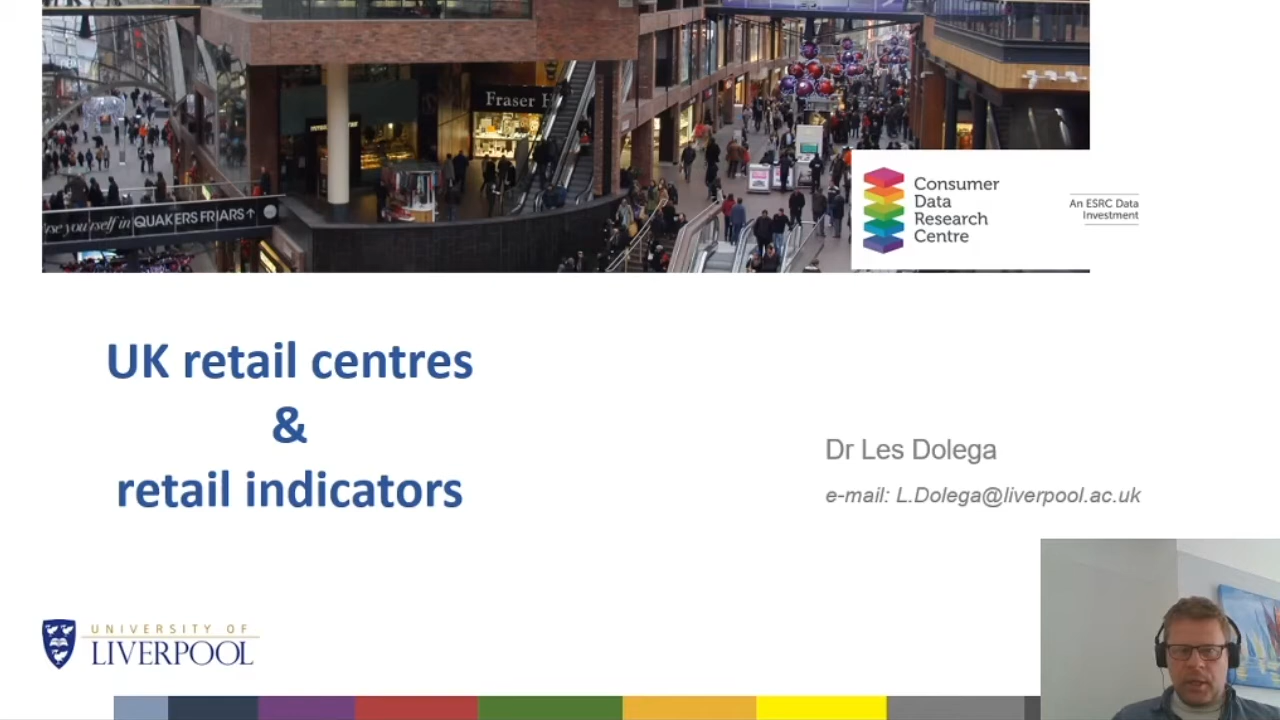 Fraser H
QUAKERS FRIARS↑
Consumer
Data
Research
Centre
An ESRC Data
Investment
UK retail centres
&
retail indicators
Dr Les Dolega
e-mail: L.Dolega@liverpool.ac.uk
UNIVERSITY OF
LIVERPOOL